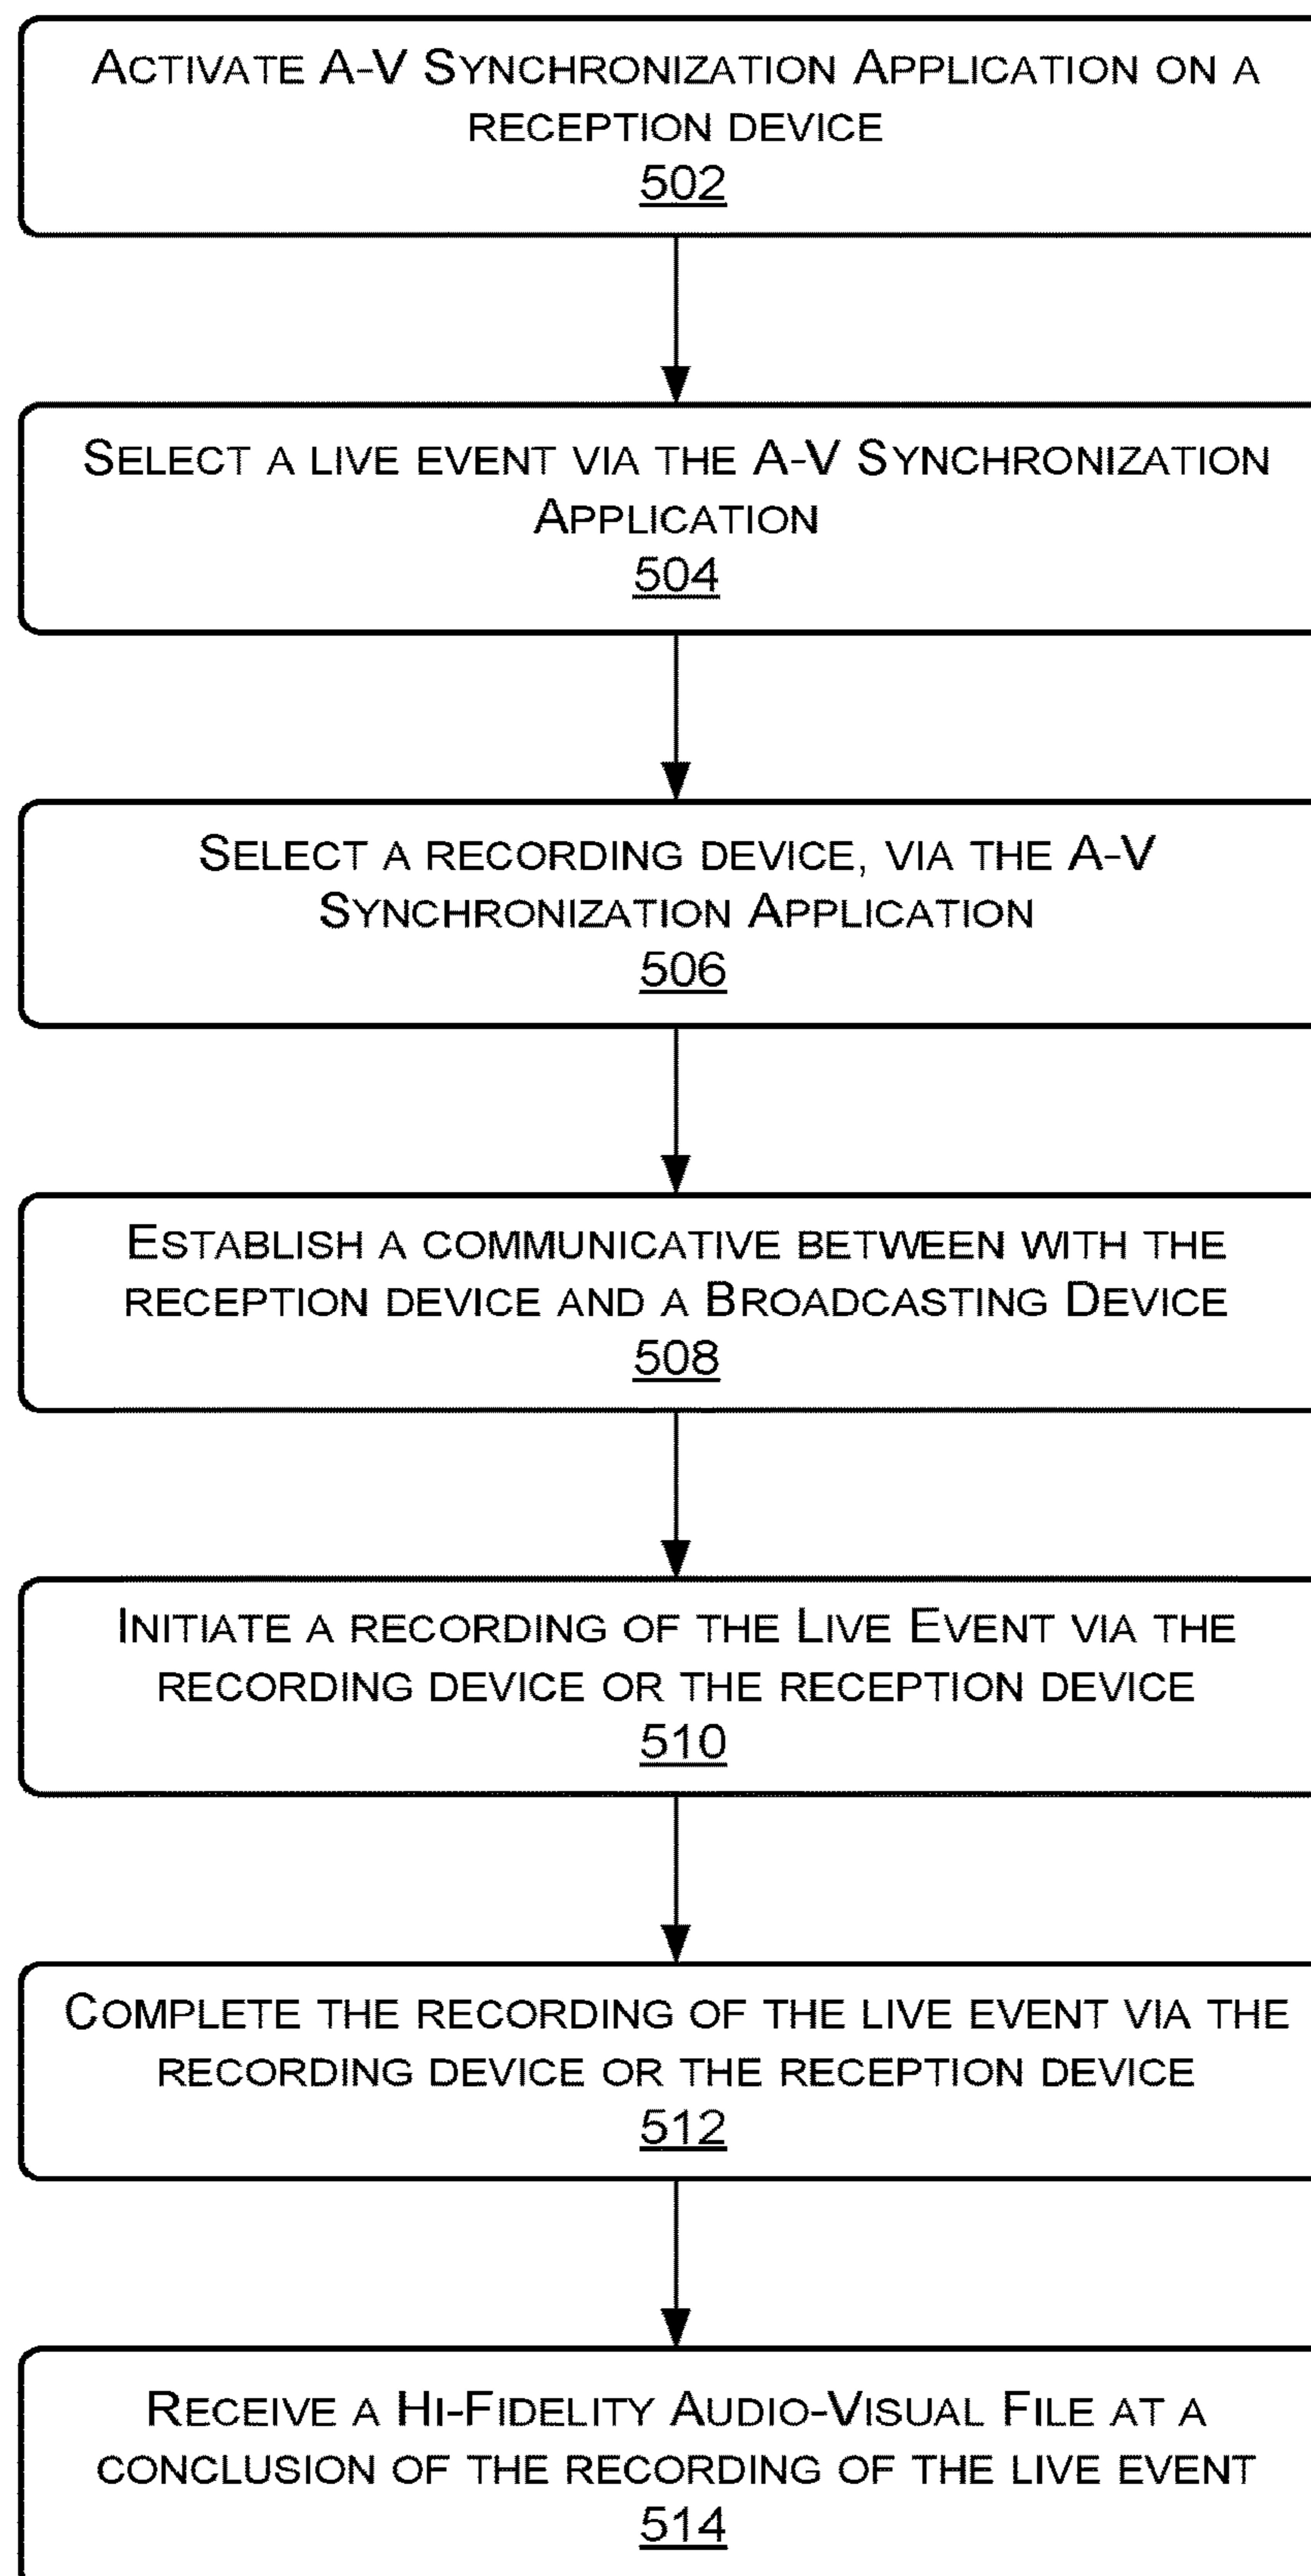 ACTIVATE A-V SYNCHRONIZATION APPLICATION ON A
RECEPTION DEVICE
502
SELECT A LIVE EVENT VIA THE A-V SYNCHRONIZATION
APPLICATION
504
SELECT A RECORDING DEVICE, VIA THE A-V
SYNCHRONIZATION APPLICATION
506
ESTABLISH A COMMUNICATIVE BETWEEN WITH THE
RECEPTION DEVICE AND A BROADCASTING DEVICE
508
INITIATE A RECORDING OF THE LIVE EVENT VIA THE
RECORDING DEVICE OR THE RECEPTION DEVICE
510
COMPLETE THE RECORDING OF THE LIVE EVENT VIA THE
RECORDING DEVICE OR THE RECEPTION DEVICE
512
RECEIVE A HI-FIDELITY AUDIO-VISUAL FILE AT A
CONCLUSION OF THE RECORDING OF THE LIVE EVENT
514